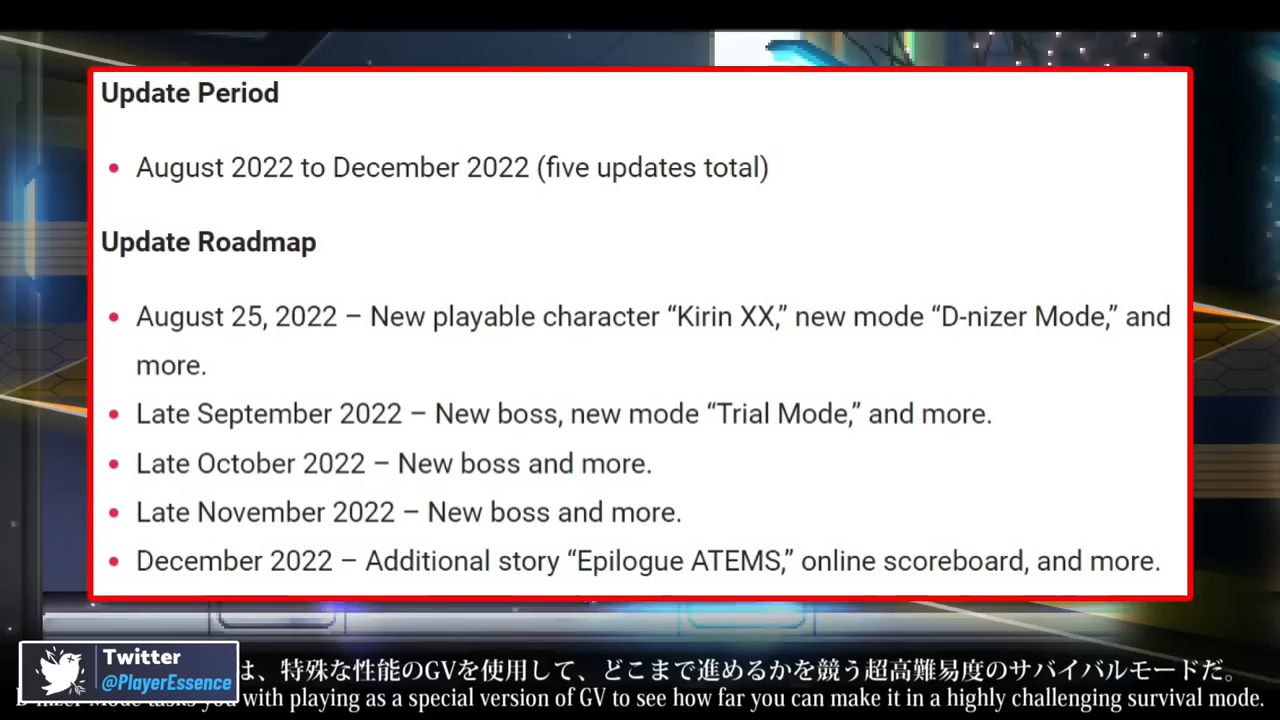 Update Period
• August 2022 to December 2022 (five updates total)
Update Roadmap
• August 25, 2022 – New playable character “Kirin XX,” new mode “D-nizer Mode,” and
more.
• Late September 2022 – New boss, new mode “Trial Mode,” and more.
• Late October 2022 – New boss and more.
• Late November 2022 – New boss and more.
• December 2022 – Additional story “Epilogue ATEMS,” online scoreboard, and more.
Twitter
@PlayerEssence
は、特殊な性能のGVを使用して、どこまで進めるかを競う超高難易度のサバイバルモードだ。
with playing as a special version of GV to see how far you can make it in a highly challenging survival mode.